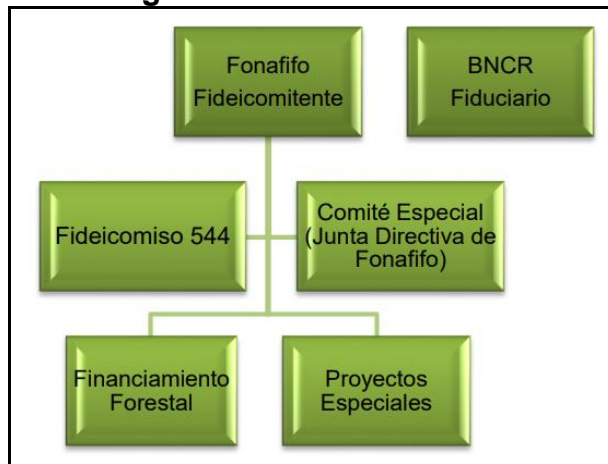 Fonafifo
Fideicomitente
BNCR
Fiduciario
Fideicomiso 544
Comité Especial
(Junta Directiva de
Fonafifo)
Financiamiento
Forestal
Proyectos
Especiales